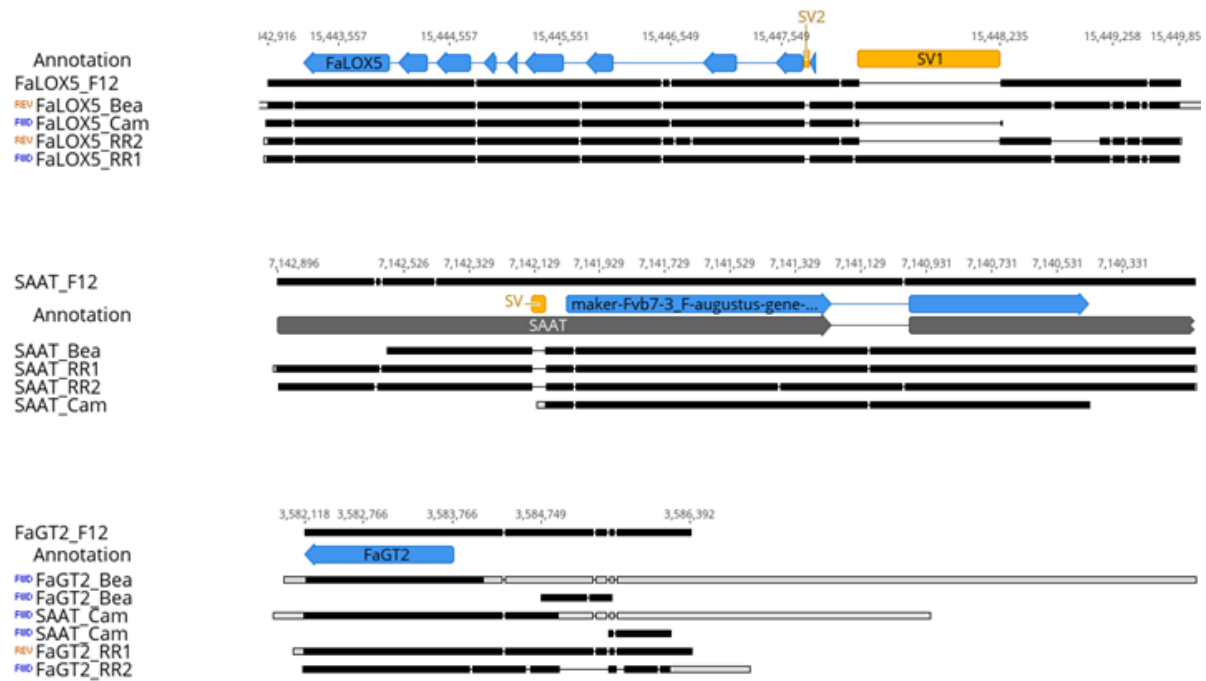 SV2
42,916 15,443,557 15,444,557 15,445,551 15,446,549 15,447,549 15,448,235 15,449,258 15,449,85
Annotation FaLOX5 SV1
FaLOX5_F12
REV FaLOX5_Bea
FWD FaLOX5_Cam
REV FaLOX5_RR2
FWD FaLOX5_RR1
7,142,896 7,142,526 7,142,329 7,142,129 7,141,929 7,141,729 7,141,529 7,141,329 7,141,129 7,140,931 7,140,731 7,140,531 7,140,331
SAAT_F12
SV maker-Fvb7-3_F-augustus-gene-...
Annotation SAAT
SAAT_Bea
SAAT_RR1
SAAT_RR2
SAAT_Cam
3,582,118 3,582,766 3,583,766 3,584,749 3,586,392
FaGT2_F12
Annotation FaGT2
FWD FaGT2_Bea
FWD FaGT2_Bea
FWD SAAT_Cam
FWD SAAT_Cam
REV FaGT2_RR1
FWD FaGT2_RR2